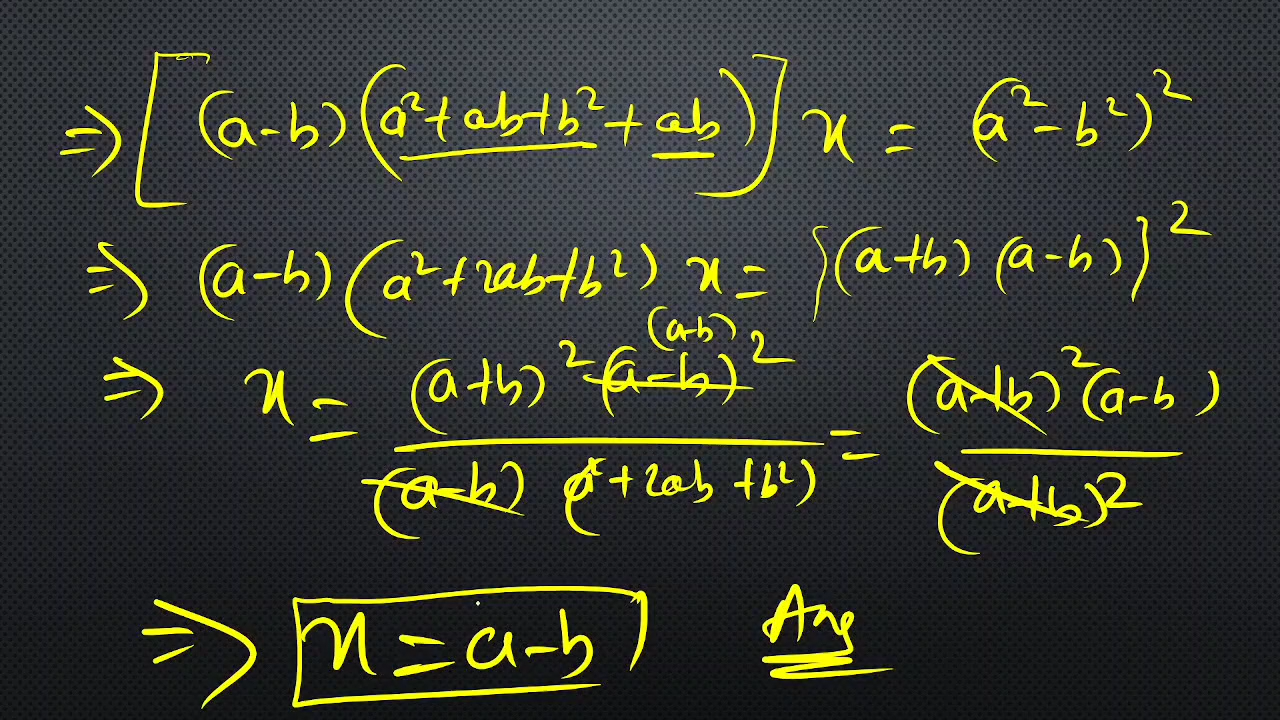 ⇒ [(a-b)(a²+ab+b²+ab)] x = (a²-b²)²
⇒ (a-b)(a²+2ab+b²) x = {(a+b)(a-b)}²
(a-b)
⇒ x = (a+b)²(a-b)² / (a-b)(a²+2ab+b²) = (a+b)²(a-b) / (a+b)²
⇒ x = a-b Ans